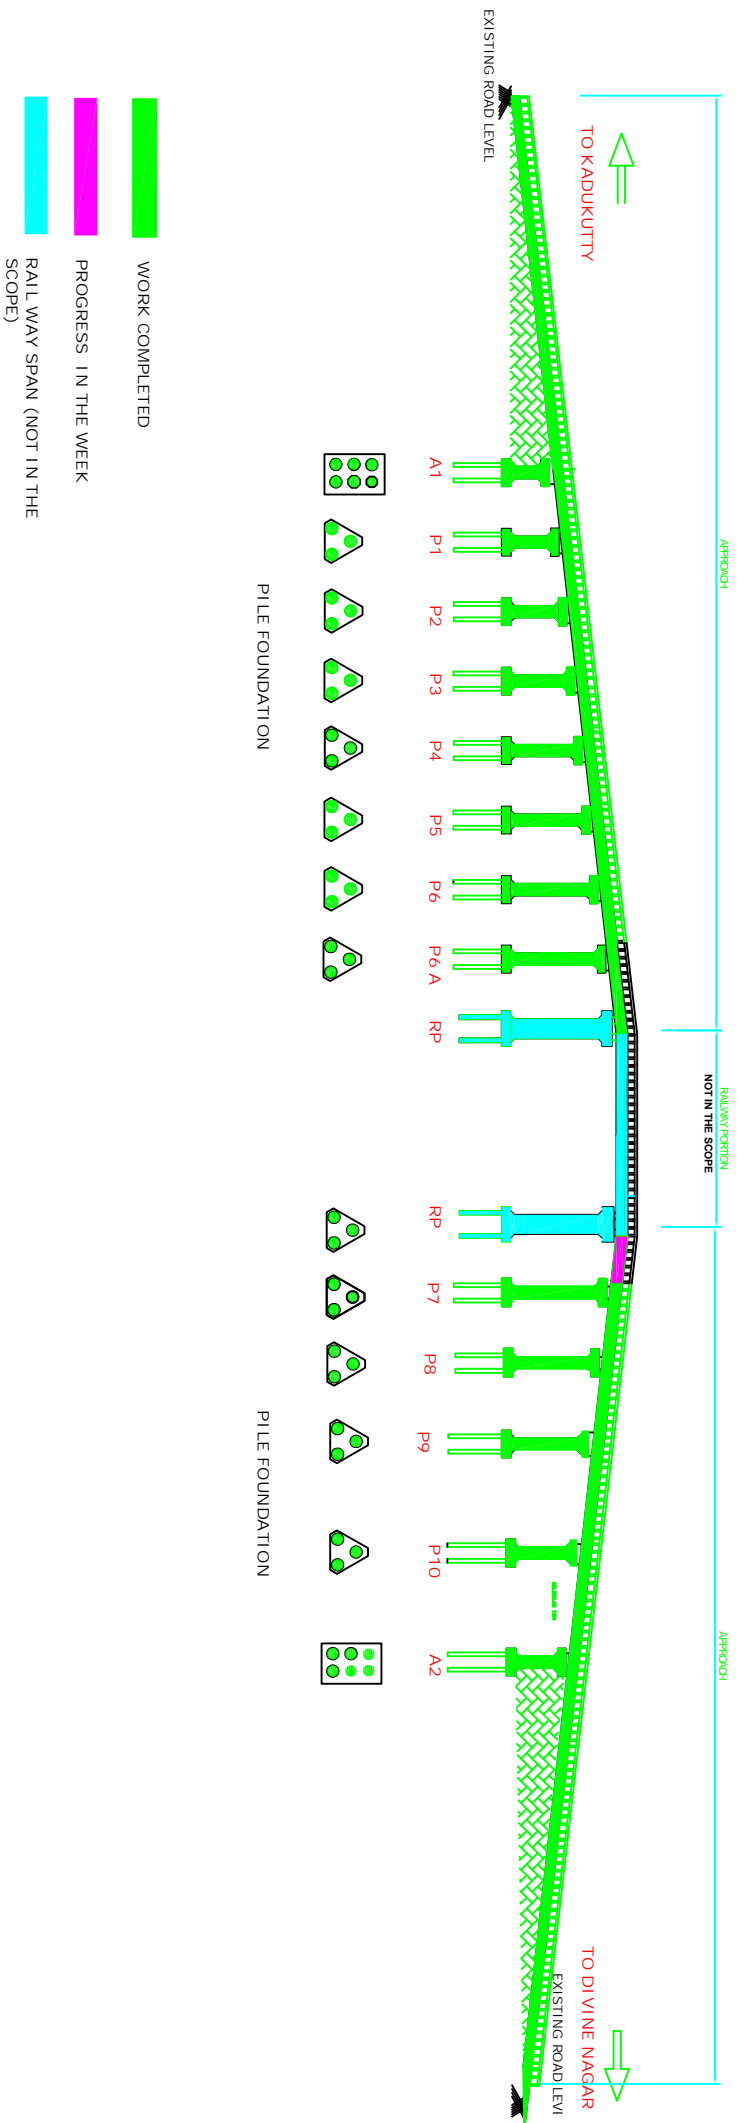 EXISTING ROAD LEVEL
TO KADUKUTTY
APPROACH
RAILWAY PORTION
NOT IN THE SCOPE
APPROACH
TO DIVINE NAGAR
EXISTING ROAD LEVI
A1
P1
P2
P3
P4
P5
P6
P6 A
RP
RP
P7
P8
P9
P10
A2
PILE FOUNDATION
PILE FOUNDATION
WORK COMPLETED
PROGRESS IN THE WEEK
RAIL WAY SPAN (NOT IN THE
SCOPE)